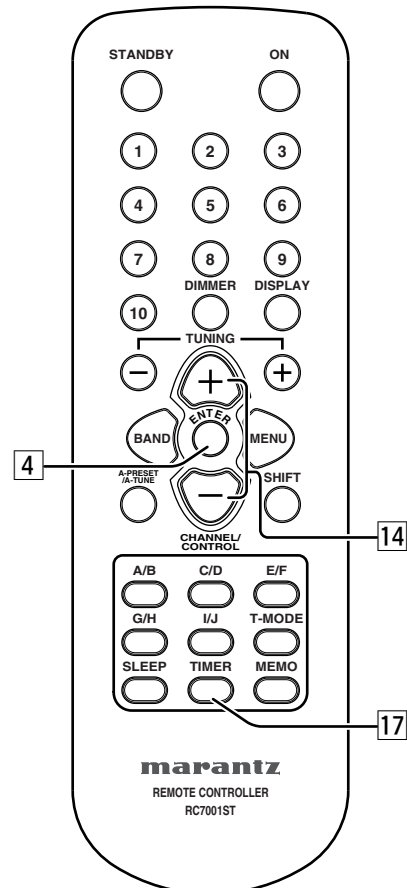 STANDBY ON
1 2 3
4 5 6
7 8 9
DIMMER DISPLAY
10
TUNING
− + +
ENTER
BAND MENU
4
A-PRESET
/A-TUNE
− SHIFT
14
CHANNEL/
CONTROL
A/B C/D E/F
G/H I/J T-MODE
SLEEP TIMER MEMO
17
marantz
REMOTE CONTROLLER
RC7001ST